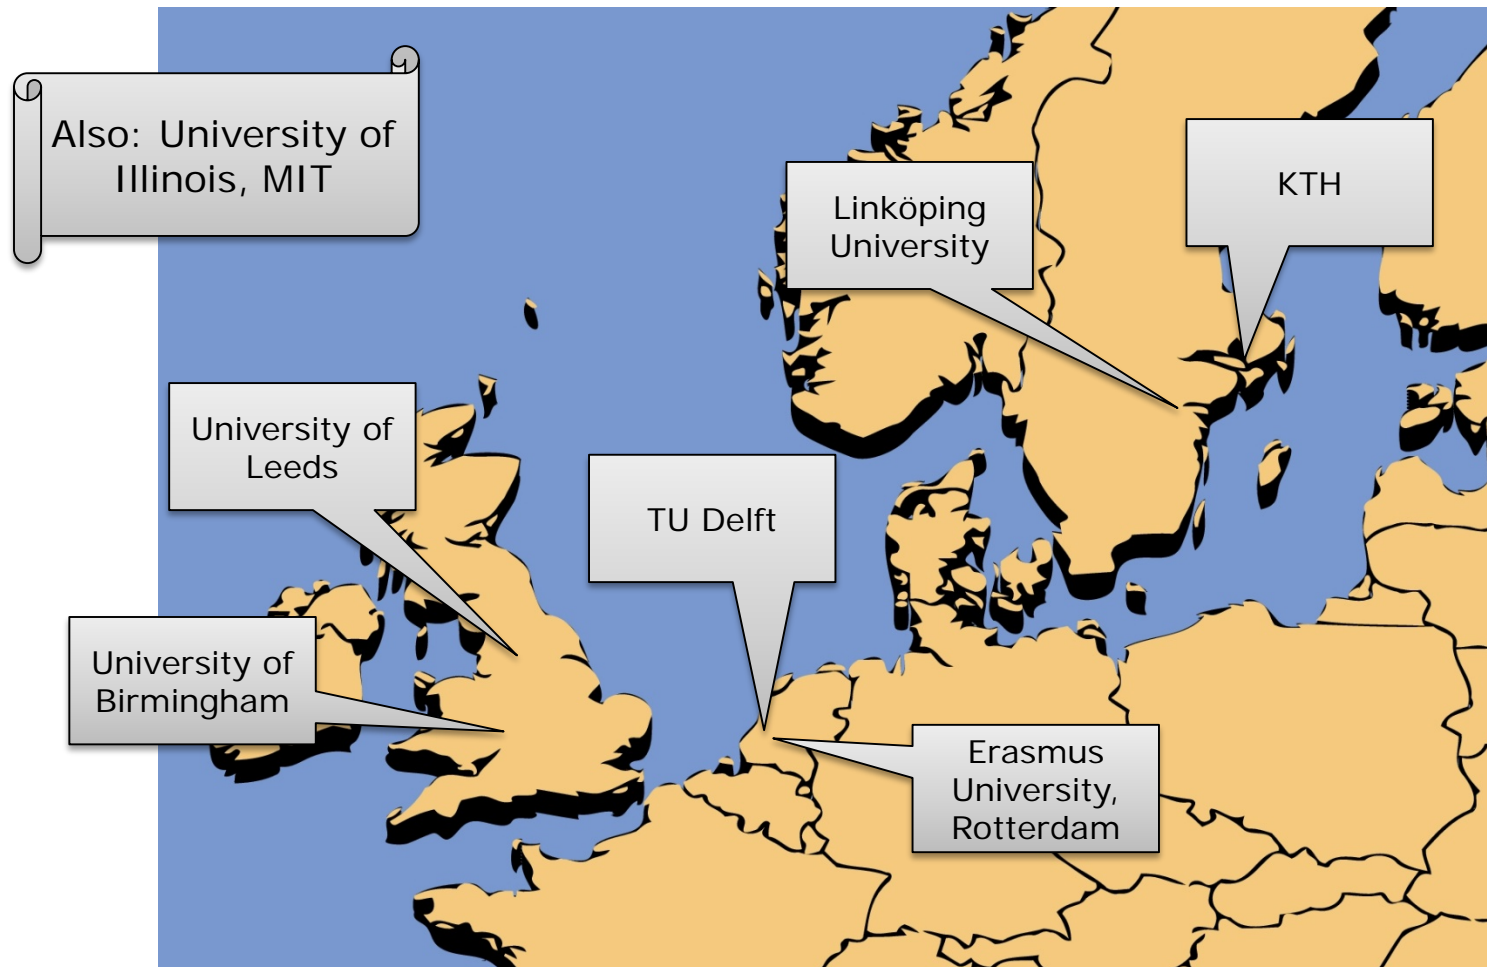 Also: University of
Illinois, MIT
KTH
Linköping
University
University of
Leeds
TU Delft
University of
Birmingham
Erasmus
University,
Rotterdam